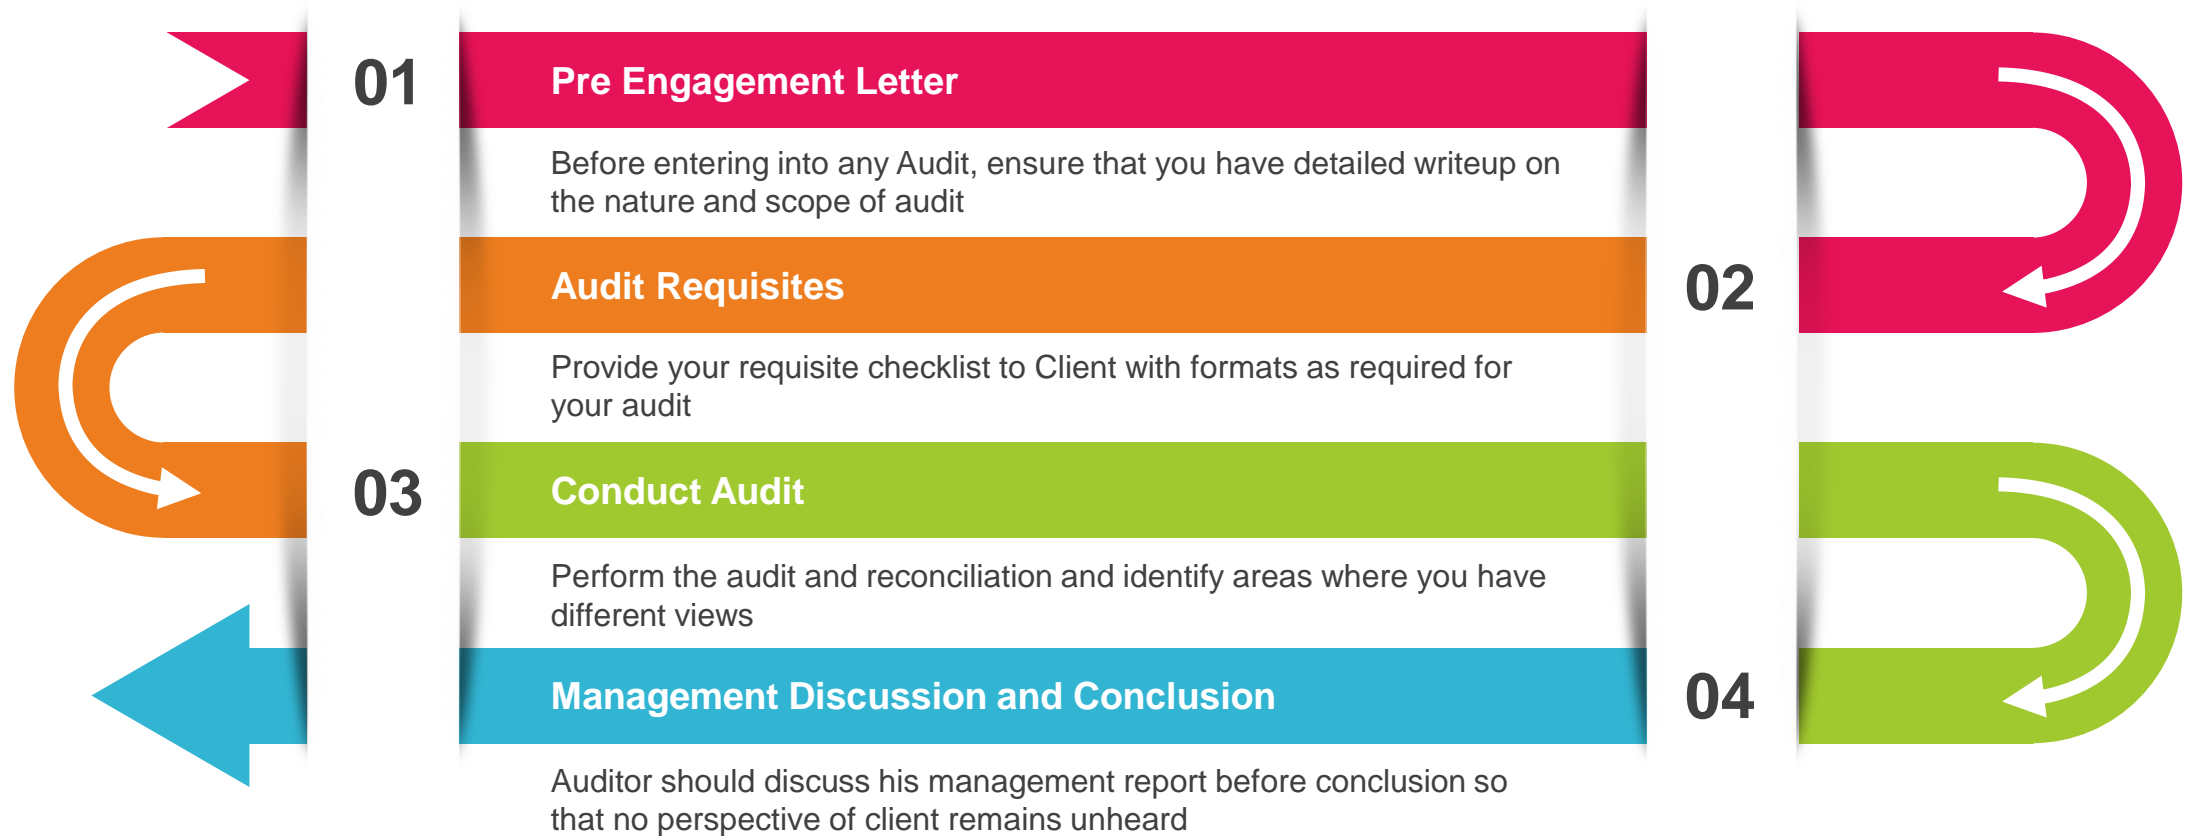 01
Pre Engagement Letter
Before entering into any Audit, ensure that you have detailed writeup on
the nature and scope of audit
Audit Requisites
02
Provide your requisite checklist to Client with formats as required for
your audit
03
Conduct Audit
Perform the audit and reconciliation and identify areas where you have
different views
Management Discussion and Conclusion
04
Auditor should discuss his management report before conclusion so
that no perspective of client remains unheard